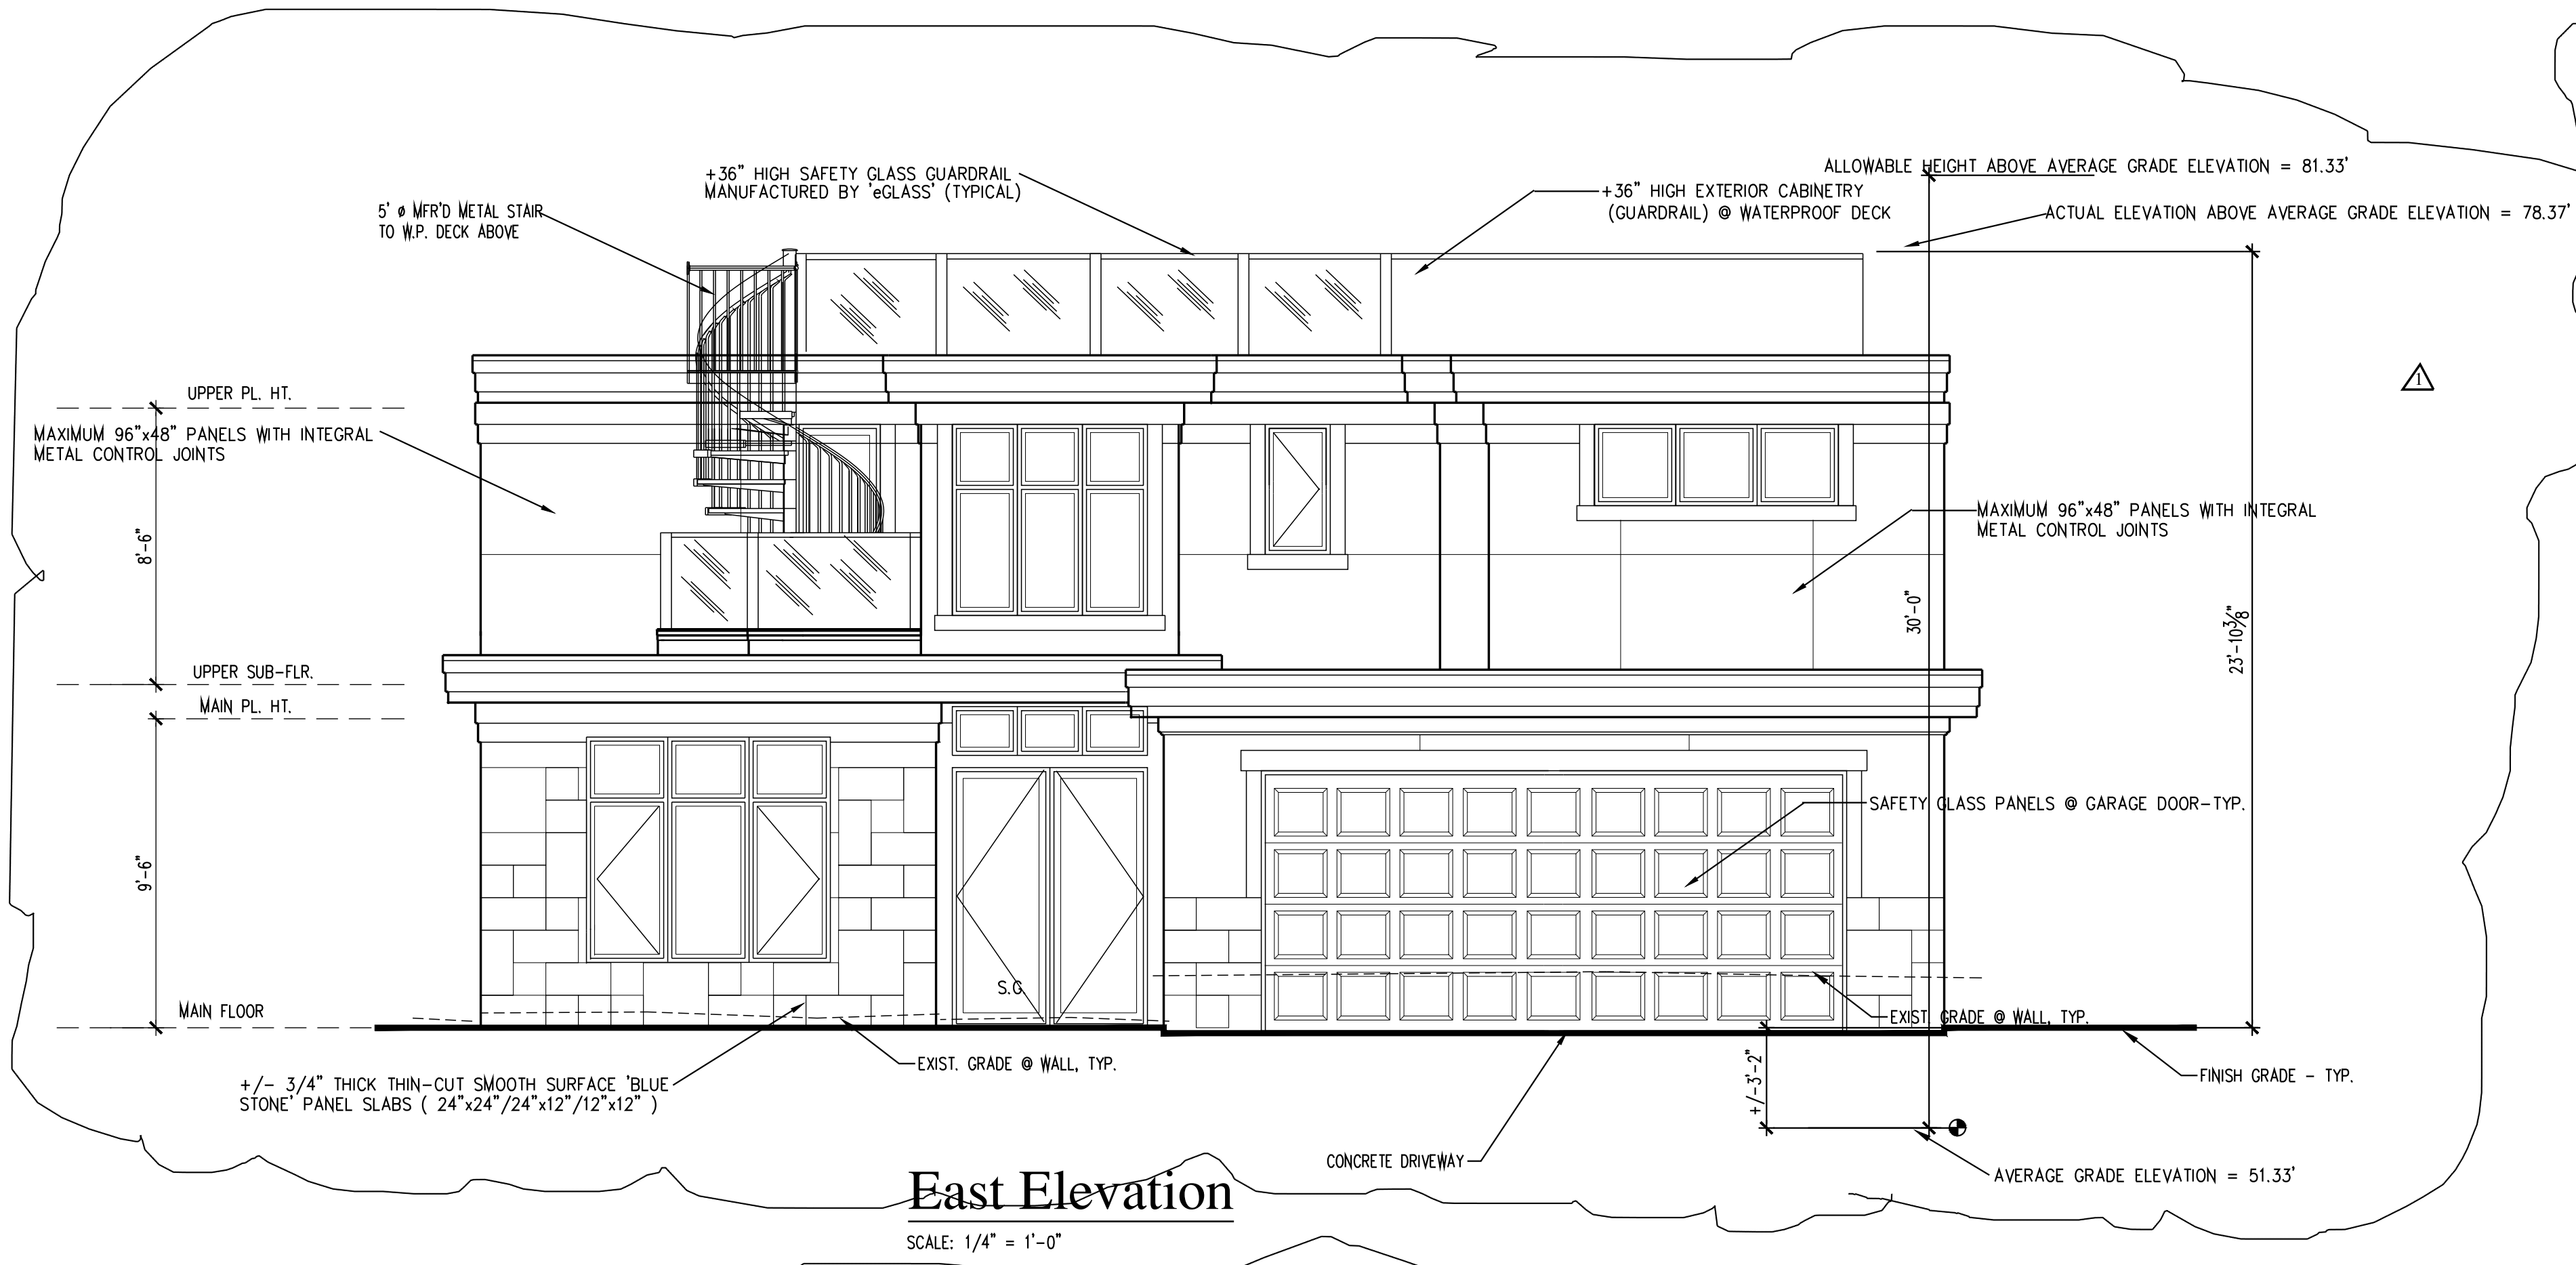 ALLOWABLE HEIGHT ABOVE AVERAGE GRADE ELEVATION = 81.33'
+36" HIGH SAFETY GLASS GUARDRAIL
MANUFACTURED BY 'eGLASS' (TYPICAL)
+36" HIGH EXTERIOR CABINETRY
(GUARDRAIL) @ WATERPROOF DECK
5' ø MFR'D METAL STAIR
TO W.P. DECK ABOVE
ACTUAL ELEVATION ABOVE AVERAGE GRADE ELEVATION = 78.37'
1
UPPER PL. HT.
MAXIMUM 96"x48" PANELS WITH INTEGRAL
METAL CONTROL JOINTS
8'-6"
MAXIMUM 96"x48" PANELS WITH INTEGRAL
METAL CONTROL JOINTS
30'-0"
23'-10 3/8"
UPPER SUB-FLR.
MAIN PL. HT.
9'-6"
SAFETY GLASS PANELS @ GARAGE DOOR-TYP.
S.G.
MAIN FLOOR
EXIST. GRADE @ WALL, TYP.
EXIST. GRADE @ WALL, TYP.
+/- 3/4" THICK THIN-CUT SMOOTH SURFACE 'BLUE
STONE' PANEL SLABS ( 24"x24"/24"x12"/12"x12" )
+/-3'-2"
FINISH GRADE - TYP.
CONCRETE DRIVEWAY
AVERAGE GRADE ELEVATION = 51.33'
East Elevation
SCALE: 1/4" = 1'-0"